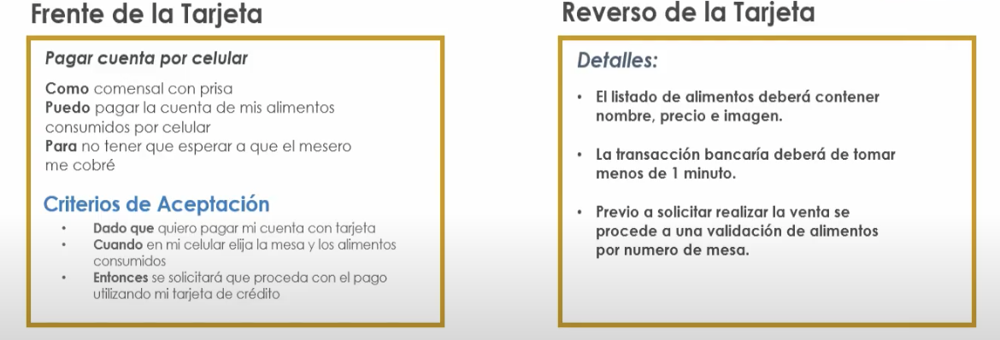 Frente de la Tarjeta
Pagar cuenta por celular
Como comensal con prisa
Puedo pagar la cuenta de mis alimentos
consumidos por celular
Para no tener que esperar a que el mesero
me cobré
Criterios de Aceptación
• Dado que quiero pagar mi cuenta con tarjeta
• Cuando en mi celular elija la mesa y los alimentos
consumidos
• Entonces se solicitará que proceda con el pago
utilizando mi tarjeta de crédito
Reverso de la Tarjeta
Detalles:
• El listado de alimentos deberá contener
nombre, precio e imagen.
• La transacción bancaría deberá de tomar
menos de 1 minuto.
• Previo a solicitar realizar la venta se
procede a una validación de alimentos
por numero de mesa.